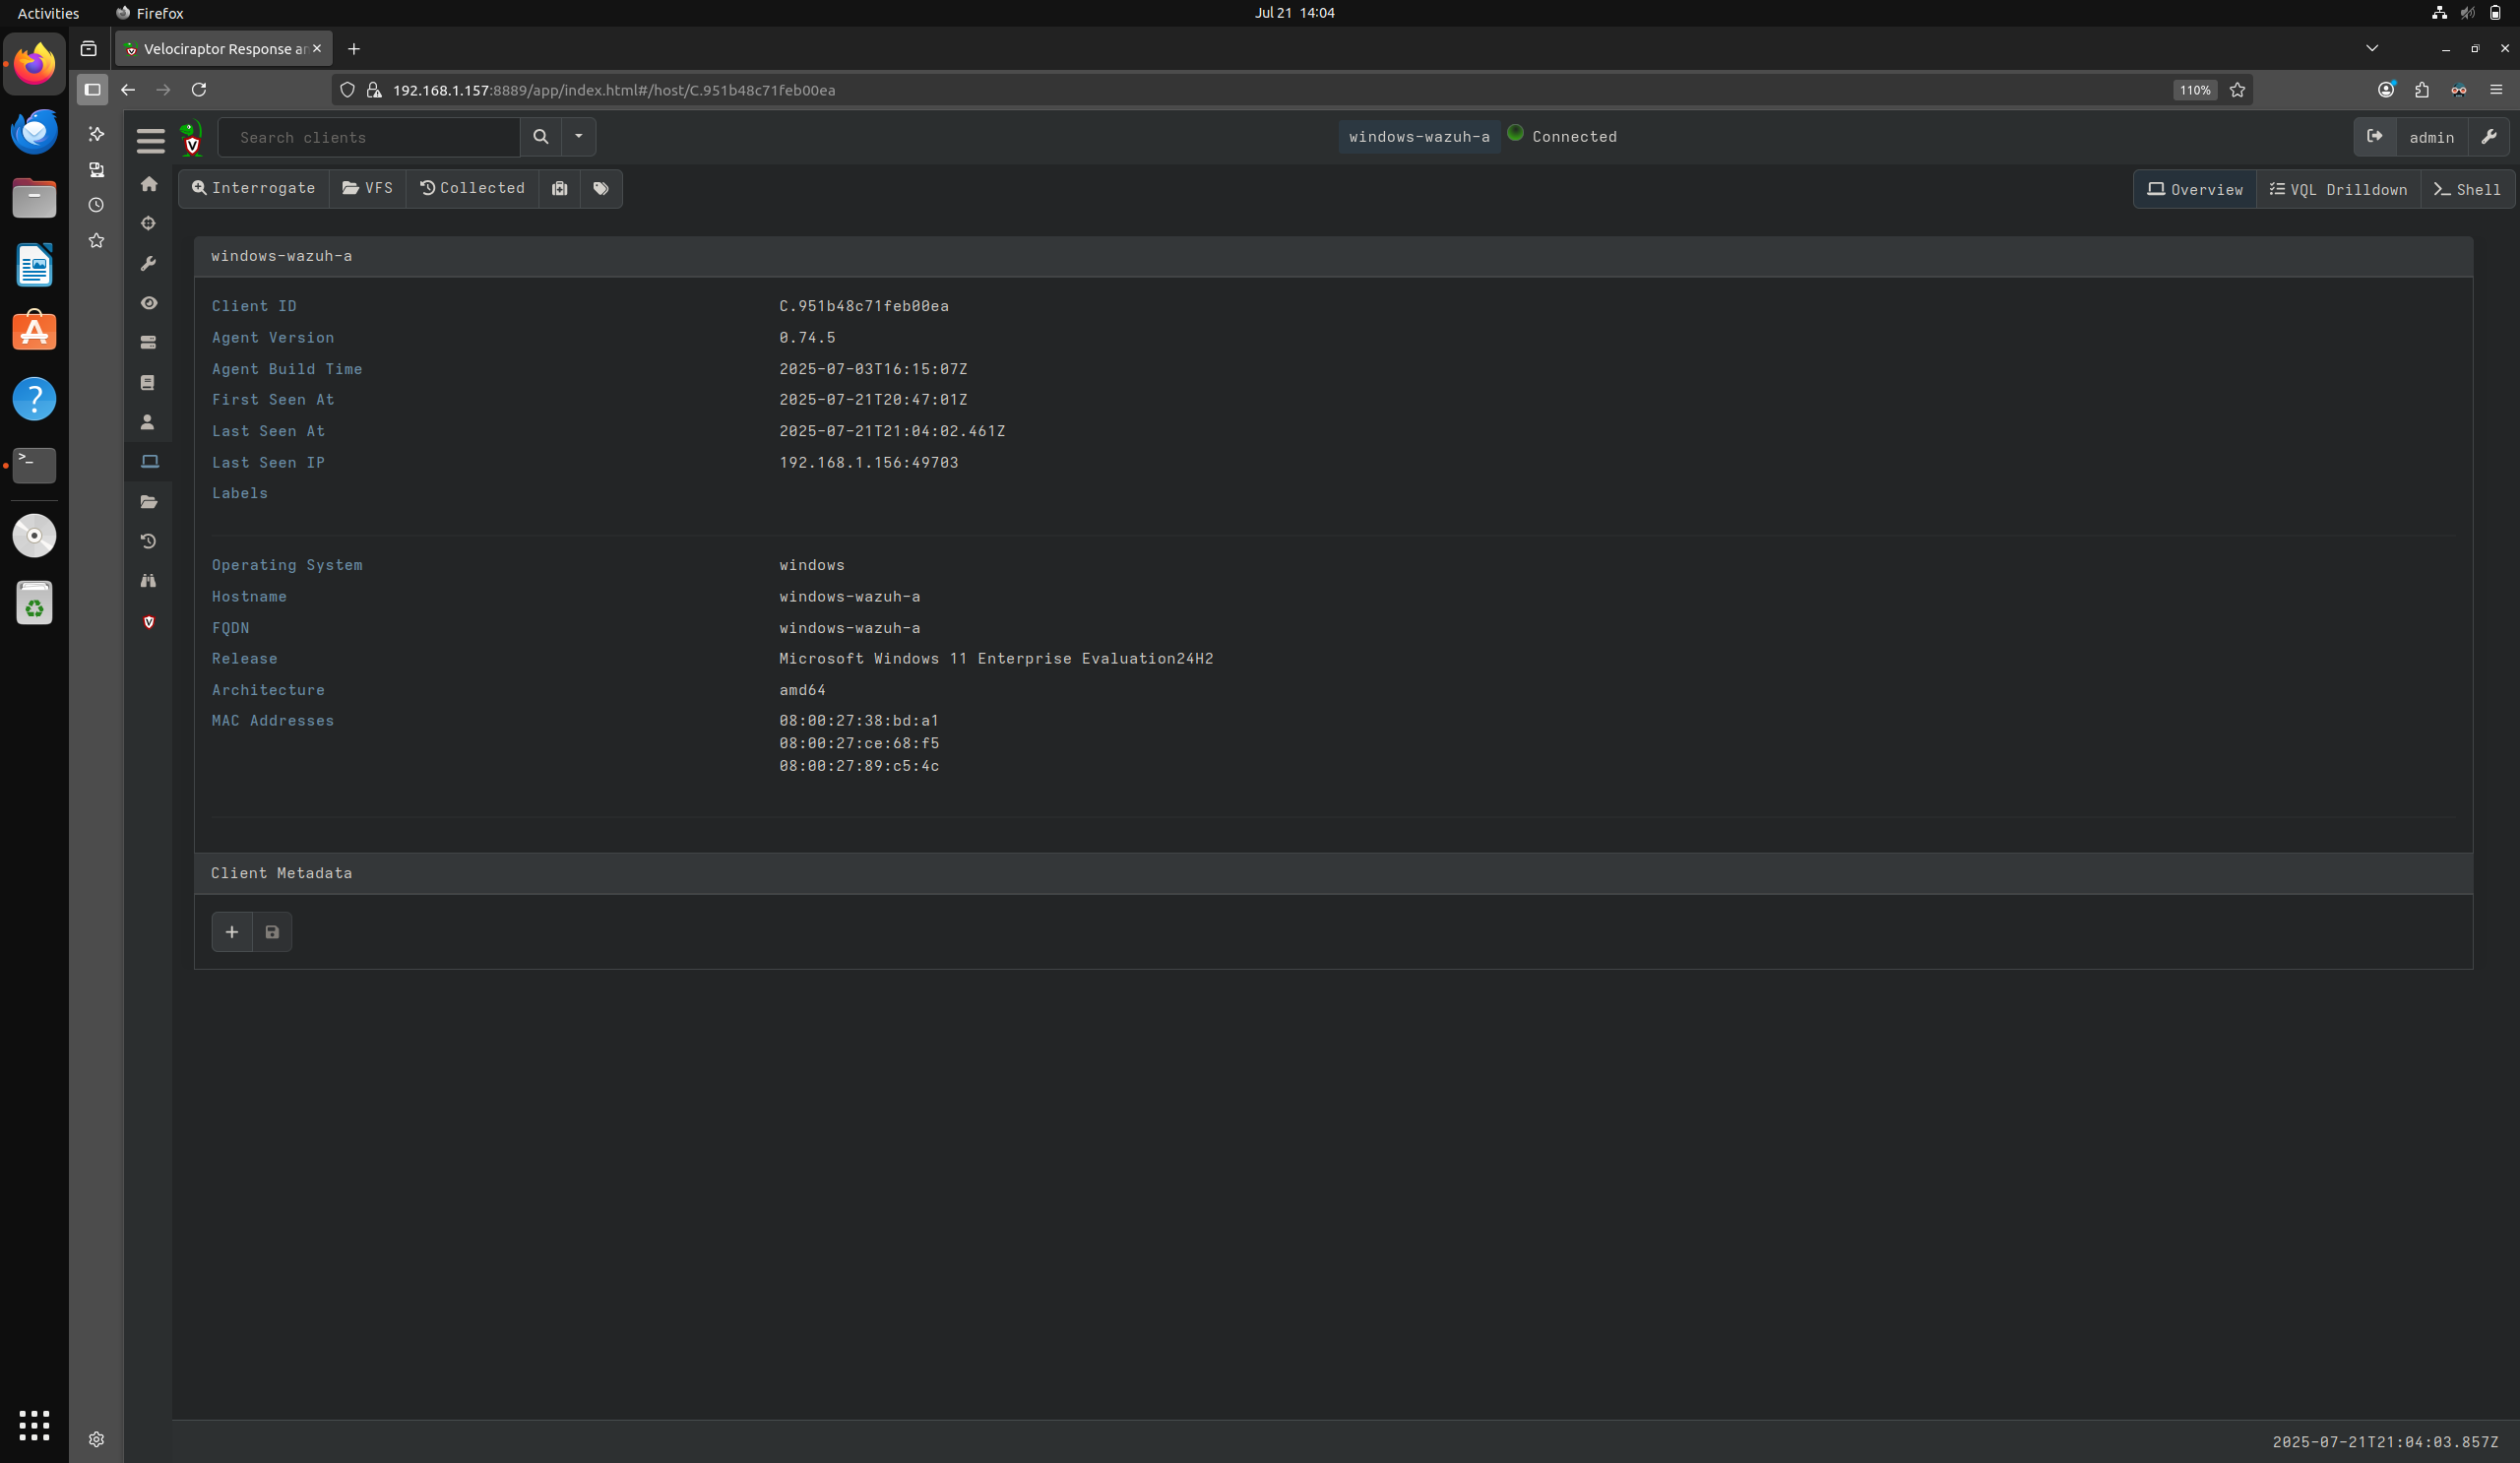 Activities Firefox Jul 21 14:04
Velociraptor Response an
192.168.1.157:8889/app/index.html#/host/C.951b48c71feb00ea 110%
Search clients windows-wazuh-a Connected admin
Interrogate VFS Collected Overview VQL Drilldown Shell
windows-wazuh-a
Client ID C.951b48c71feb00ea
Agent Version 0.74.5
Agent Build Time 2025-07-03T16:15:07Z
First Seen At 2025-07-21T20:47:01Z
Last Seen At 2025-07-21T21:04:02.461Z
Last Seen IP 192.168.1.156:49703
Labels
Operating System windows
Hostname windows-wazuh-a
FQDN windows-wazuh-a
Release Microsoft Windows 11 Enterprise Evaluation24H2
Architecture amd64
MAC Addresses 08:00:27:38:bd:a1
08:00:27:ce:68:f5
08:00:27:89:c5:4c
Client Metadata
2025-07-21T21:04:03.857Z